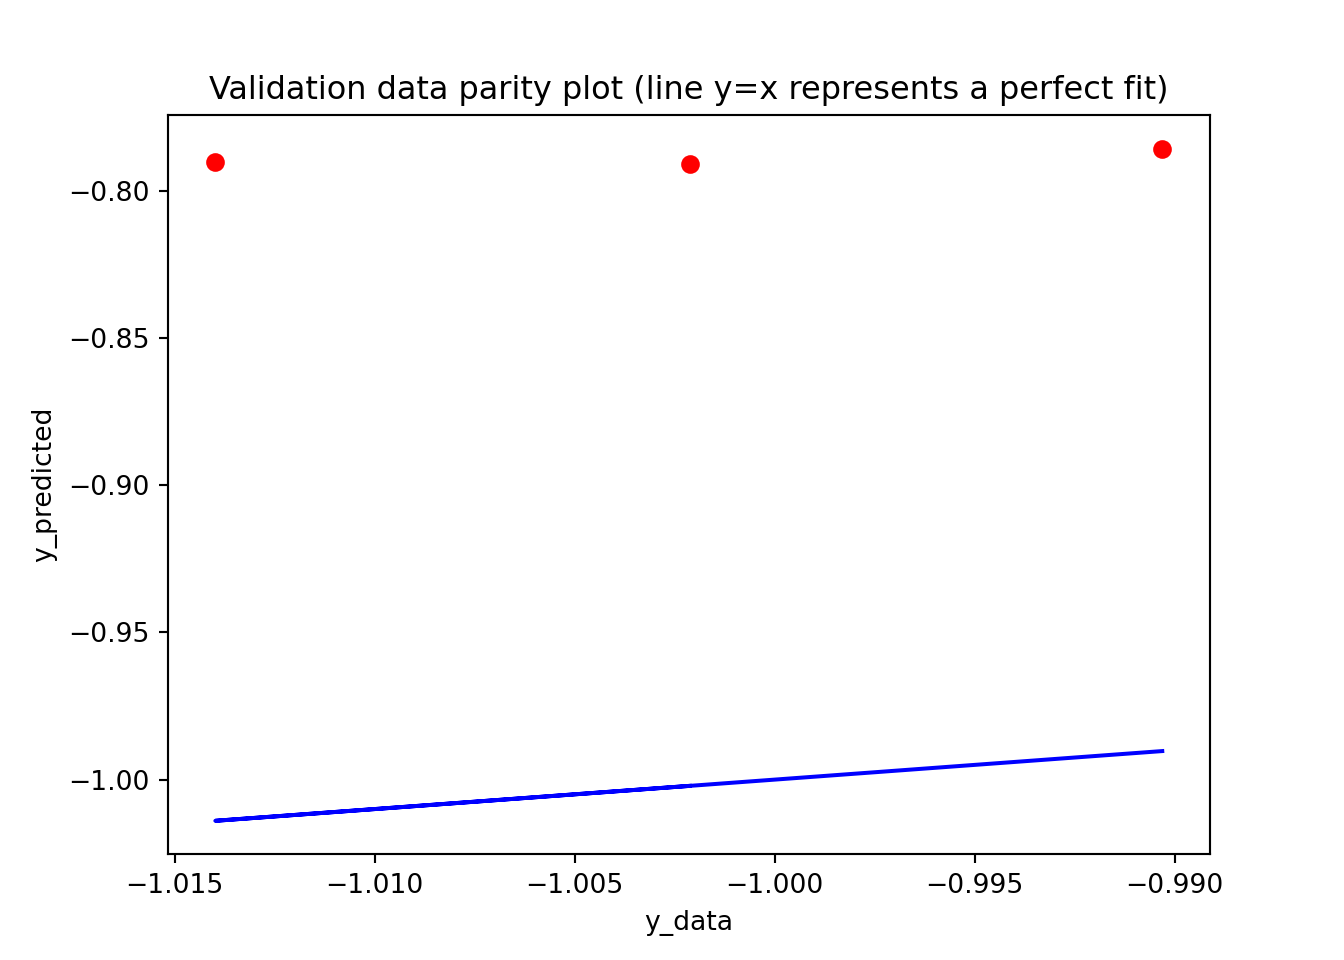 Validation data parity plot (line y=x represents a perfect fit)
−0.80
−0.85
−0.90
−0.95
−1.00
y_predicted
−1.015 −1.010 −1.005 −1.000 −0.995 −0.990
y_data